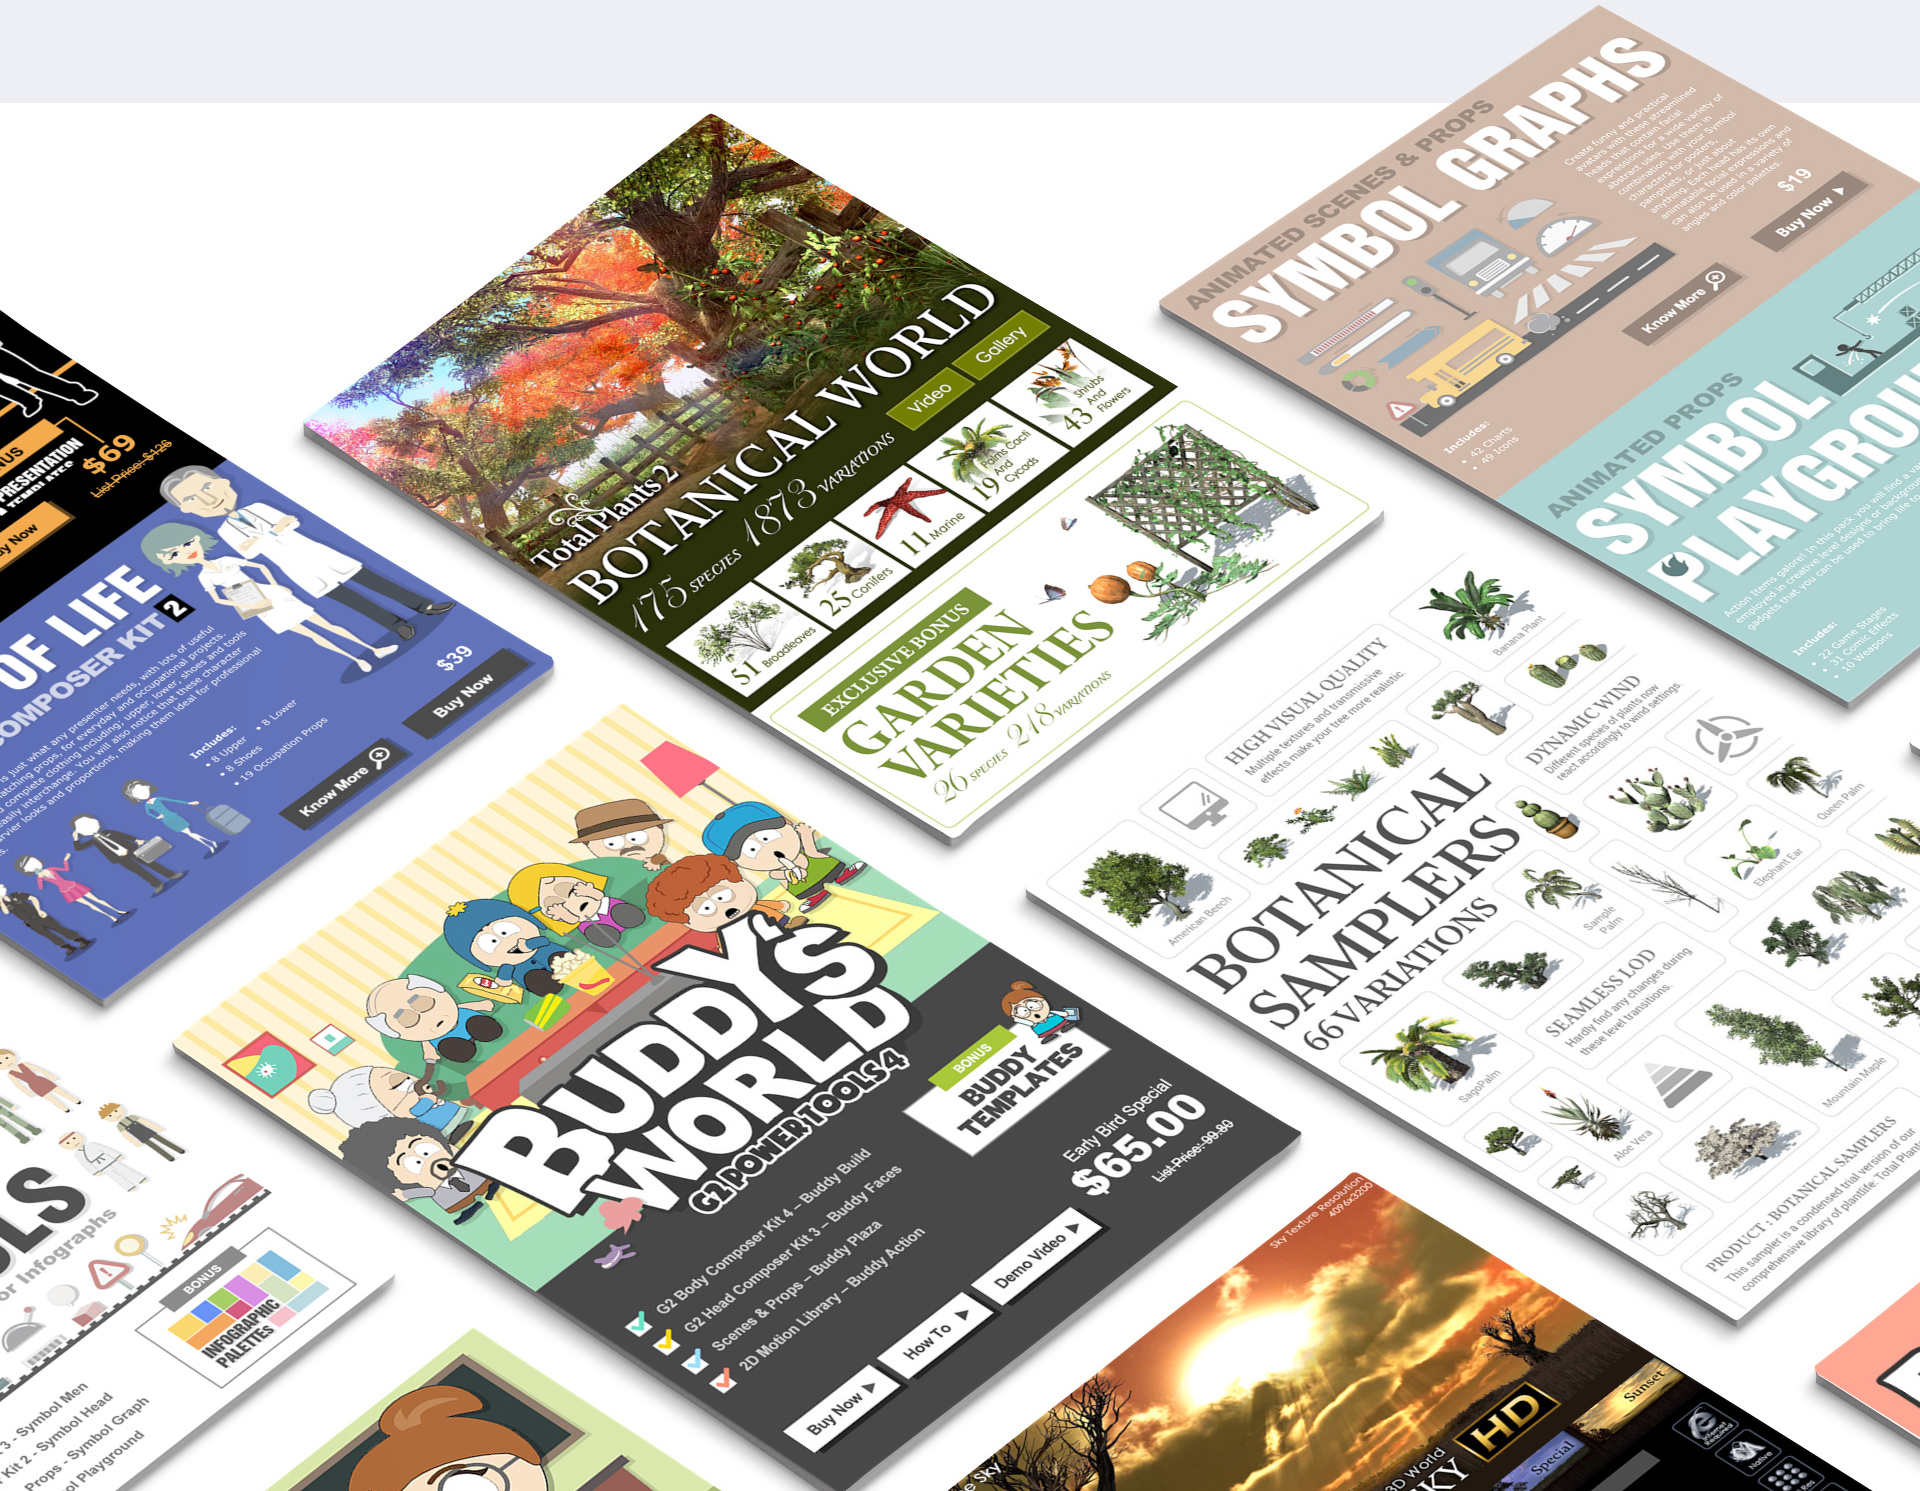 ANIMATED SCENES & PROPS
SYMBOL GRAPHS
Create funny and practical
avatars with these streamlined
heads that contain facial
expressions for a wide variety of
abstract uses. Use them in
combination with your Symbol
characters for posters,
pamphlets, or just about
anything. Each head has its own
animatable facial expressions and
can also be used in a variety of
angles and color palettes.
$19
Buy Now
Know More
Includes:
• 42 Charts
• 49 Icons
ANIMATED PROPS
SYMBOL
Action items galore! In this pack you will find a
employed in creative level designs or
gadgets that you can be used to bring life to
Includes:
• 22 Game Stages
• 31 Comic Effects
• 10 Weapons
Total Plants 2
BOTANICAL WORLD
175 SPECIES 1873 VARIATIONS
Video
Gallery
51 Broadleaves
25 Conifers
11 Marine
19 Palms Cacti And Cycads
43 Shrubs And Flowers
EXCLUSIVE BONUS
GARDEN
VARIETIES
26 SPECIES 218 VARIATIONS
PRESENTATION
TEMPLATE
$69
List Price: $126
Now
OF LIFE
COMPOSER KIT 2
is just what any presenter needs, with lots of useful
props, for everyday and occupational projects.
complete clothing including; upper, lower, shoes and tools
easily interchange. You will also notice that these character
looks and proportions, making them ideal for professional
Includes:
• 8 Upper • 8 Lower
• 8 Shoes
• 19 Occupation Props
$39
Buy Now
Know More
BUDDY'S
WORLD
G2 POWER TOOLS 4
BONUS
BUDDY
TEMPLATES
Early Bird Special
$65.00
List Price: 99.80
G2 Body Composer Kit 4 – Buddy Build
G2 Head Composer Kit 3 – Buddy Faces
Scenes & Props – Buddy Plaza
2D Motion Library – Buddy Action
Buy Now
How To
Demo Video
HIGH VISUAL QUALITY
Multiple textures and transmissive
effects make your tree more realistic.
Banana Plant
DYNAMIC WIND
Different species of plants now
react accordingly to wind settings.
American Beech
BOTANICAL
SAMPLERS
66 VARIATIONS
Queen Palm
Elephant Ear
Sample
Palm
SEAMLESS LOD
Hardly find any changes during
these level transitions.
SagoPalm
Aloe Vera
Mountain Maple
PRODUCT : BOTANICAL SAMPLERS
This sampler is a condensed trial version of our
comprehensive library of plantlife: Total
or Infographs
BONUS
INFOGRAPHIC
PALETTES
3 - Symbol Men
Kit 2 - Symbol Head
Props - Symbol Graph
Playground
Sky Texture Resolution
4096x3200
HD
3D World
SKY
Sunset
Special
Native